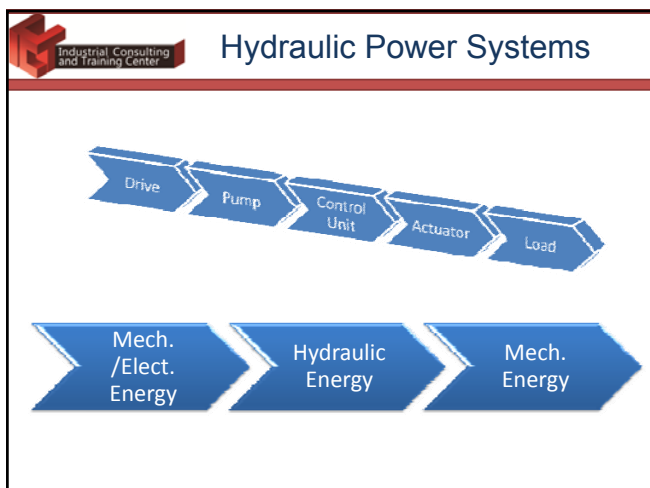 Industrial Consulting
and Training Center
Hydraulic Power Systems
Drive
Pump
Control
Unit
Actuator
Load
Mech.
/Elect.
Energy
Hydraulic
Energy
Mech.
Energy